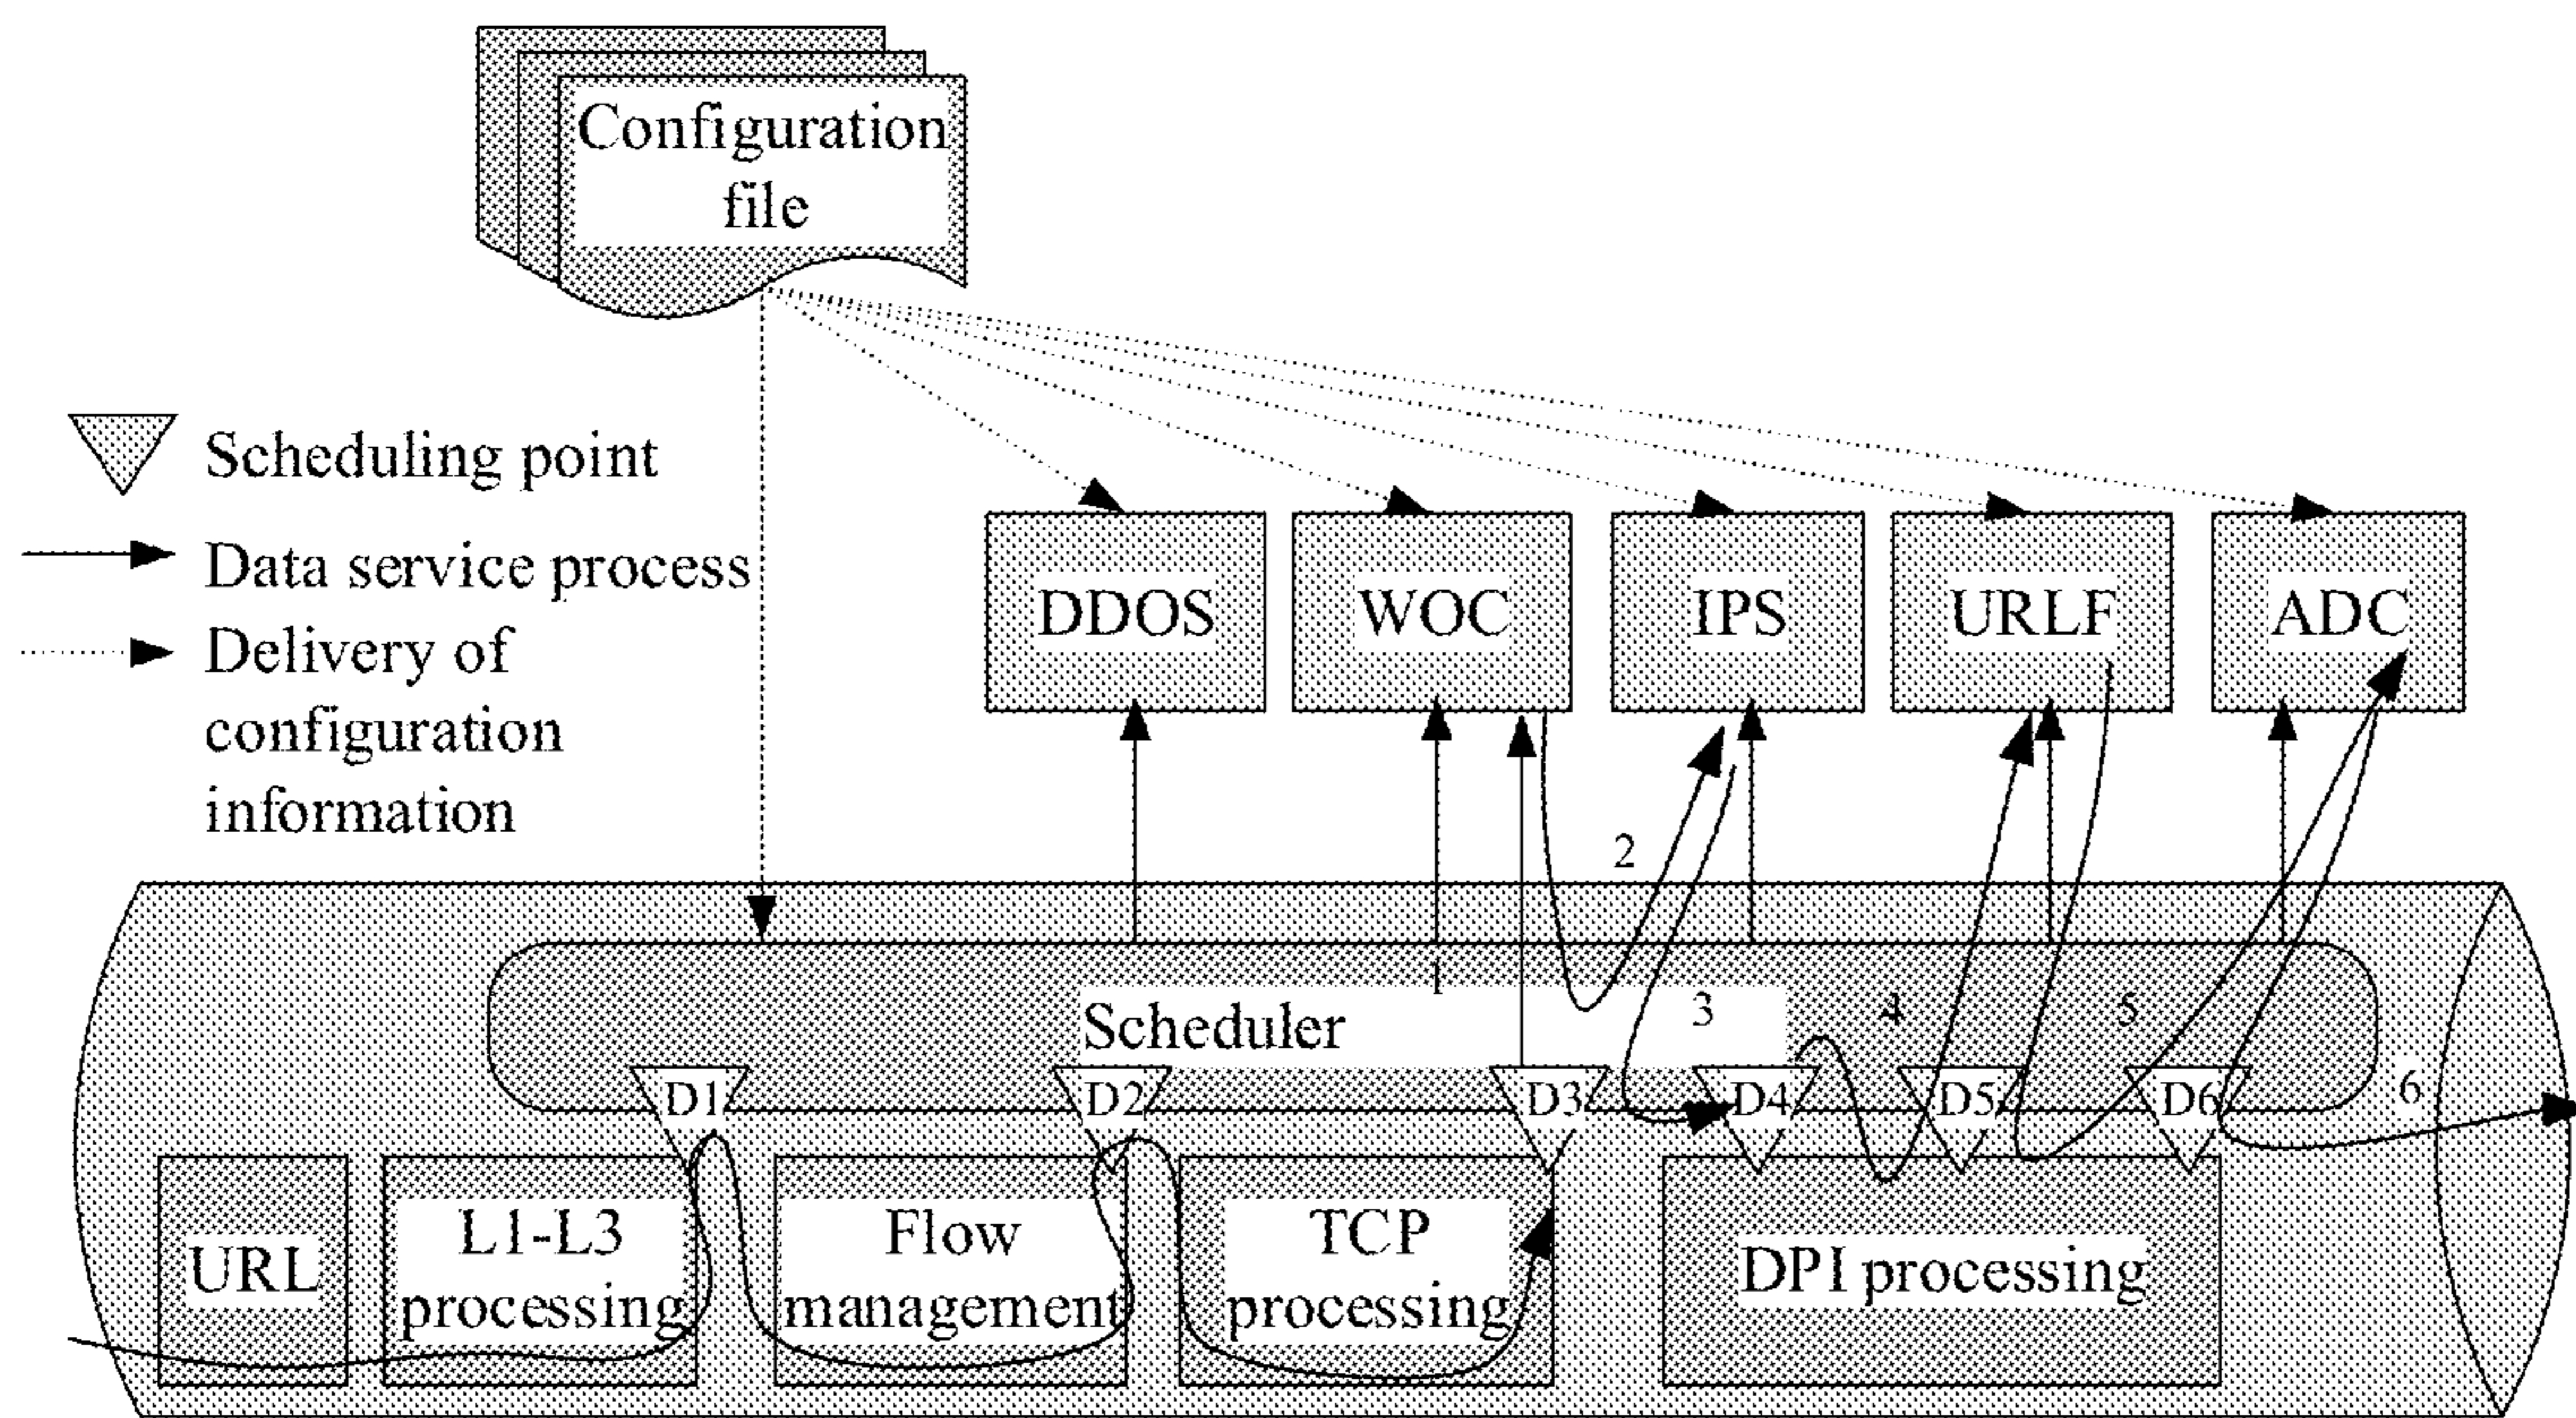 Configuration
file
Scheduling point
Data service process
Delivery of
configuration
information
DDOS
WOC
IPS
URLF
ADC
2
1
Scheduler
3
4
5
6
D1
D2
D3
D4
D5
D6
URL
L1-L3
processing
Flow
management
TCP
processing
DPI processing